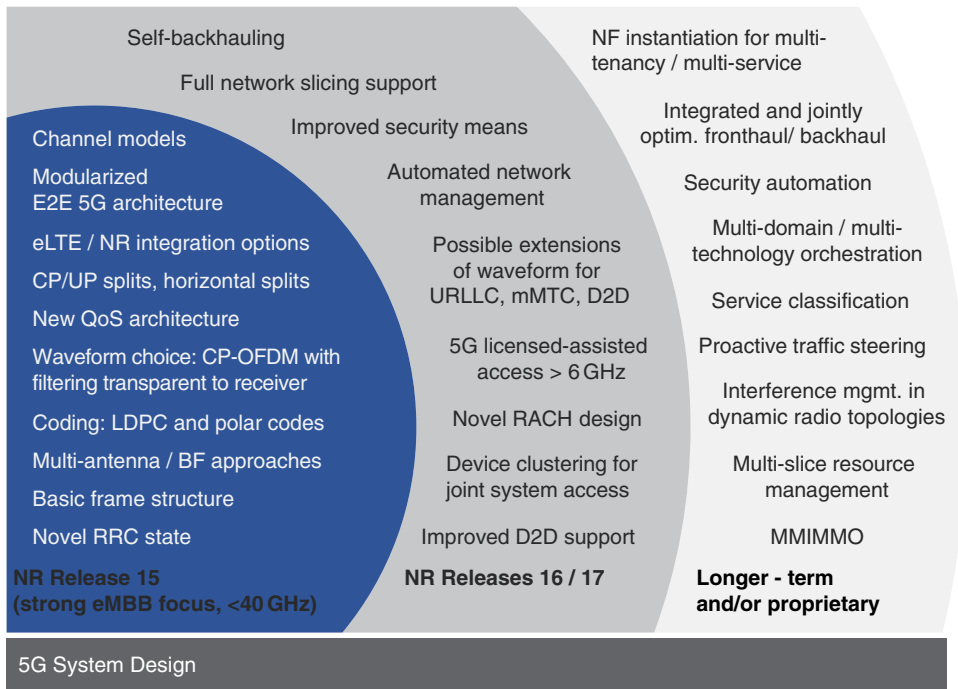 Self-backhauling
Full network slicing support
Improved security means
Automated network
management
Possible extensions
of waveform for
URLLC, mMTC, D2D
5G licensed-assisted
access > 6 GHz
Novel RACH design
Device clustering for
joint system access
Improved D2D support
NR Releases 16 / 17
Channel models
Modularized
E2E 5G architecture
eLTE / NR integration options
CP/UP splits, horizontal splits
New QoS architecture
Waveform choice: CP-OFDM with
filtering transparent to receiver
Coding: LDPC and polar codes
Multi-antenna / BF approaches
Basic frame structure
Novel RRC state
NR Release 15
(strong eMBB focus, <40 GHz)
NF instantiation for multi-
tenancy / multi-service
Integrated and jointly
optim. fronthaul/ backhaul
Security automation
Multi-domain / multi-
technology orchestration
Service classification
Proactive traffic steering
Interference mgmt. in
dynamic radio topologies
Multi-slice resource
management
MMIMMO
Longer - term
and/or proprietary
5G System Design